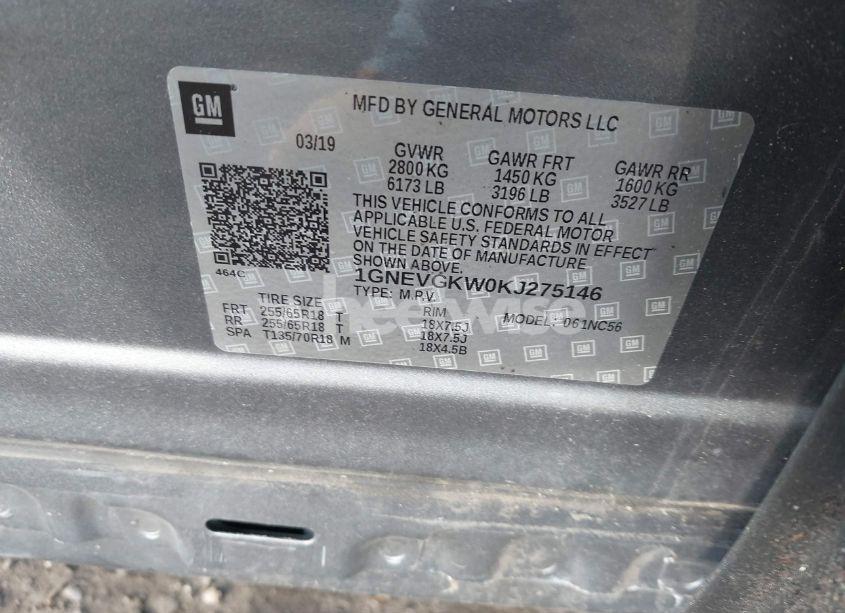 GM
MFD BY GENERAL MOTORS LLC
03/19
GVWR
2800 KG
6173 LB
GAWR FRT
1450 KG
3196 LB
GAWR RR
1600 KG
3527 LB
THIS VEHICLE CONFORMS TO ALL
APPLICABLE U.S. FEDERAL MOTOR
VEHICLE SAFETY STANDARDS IN EFFECT
ON THE DATE OF MANUFACTURE
SHOWN ABOVE.
464C
1GNEVGKW0KJ275146
TYPE: M.P.V.
MODEL: 061NC56
TIRE SIZE
RIM
FRT 255/65R18 T 18X7.5J
RR 255/65R18 T 18X7.5J
SPA T135/70R18 M 18X4.5B